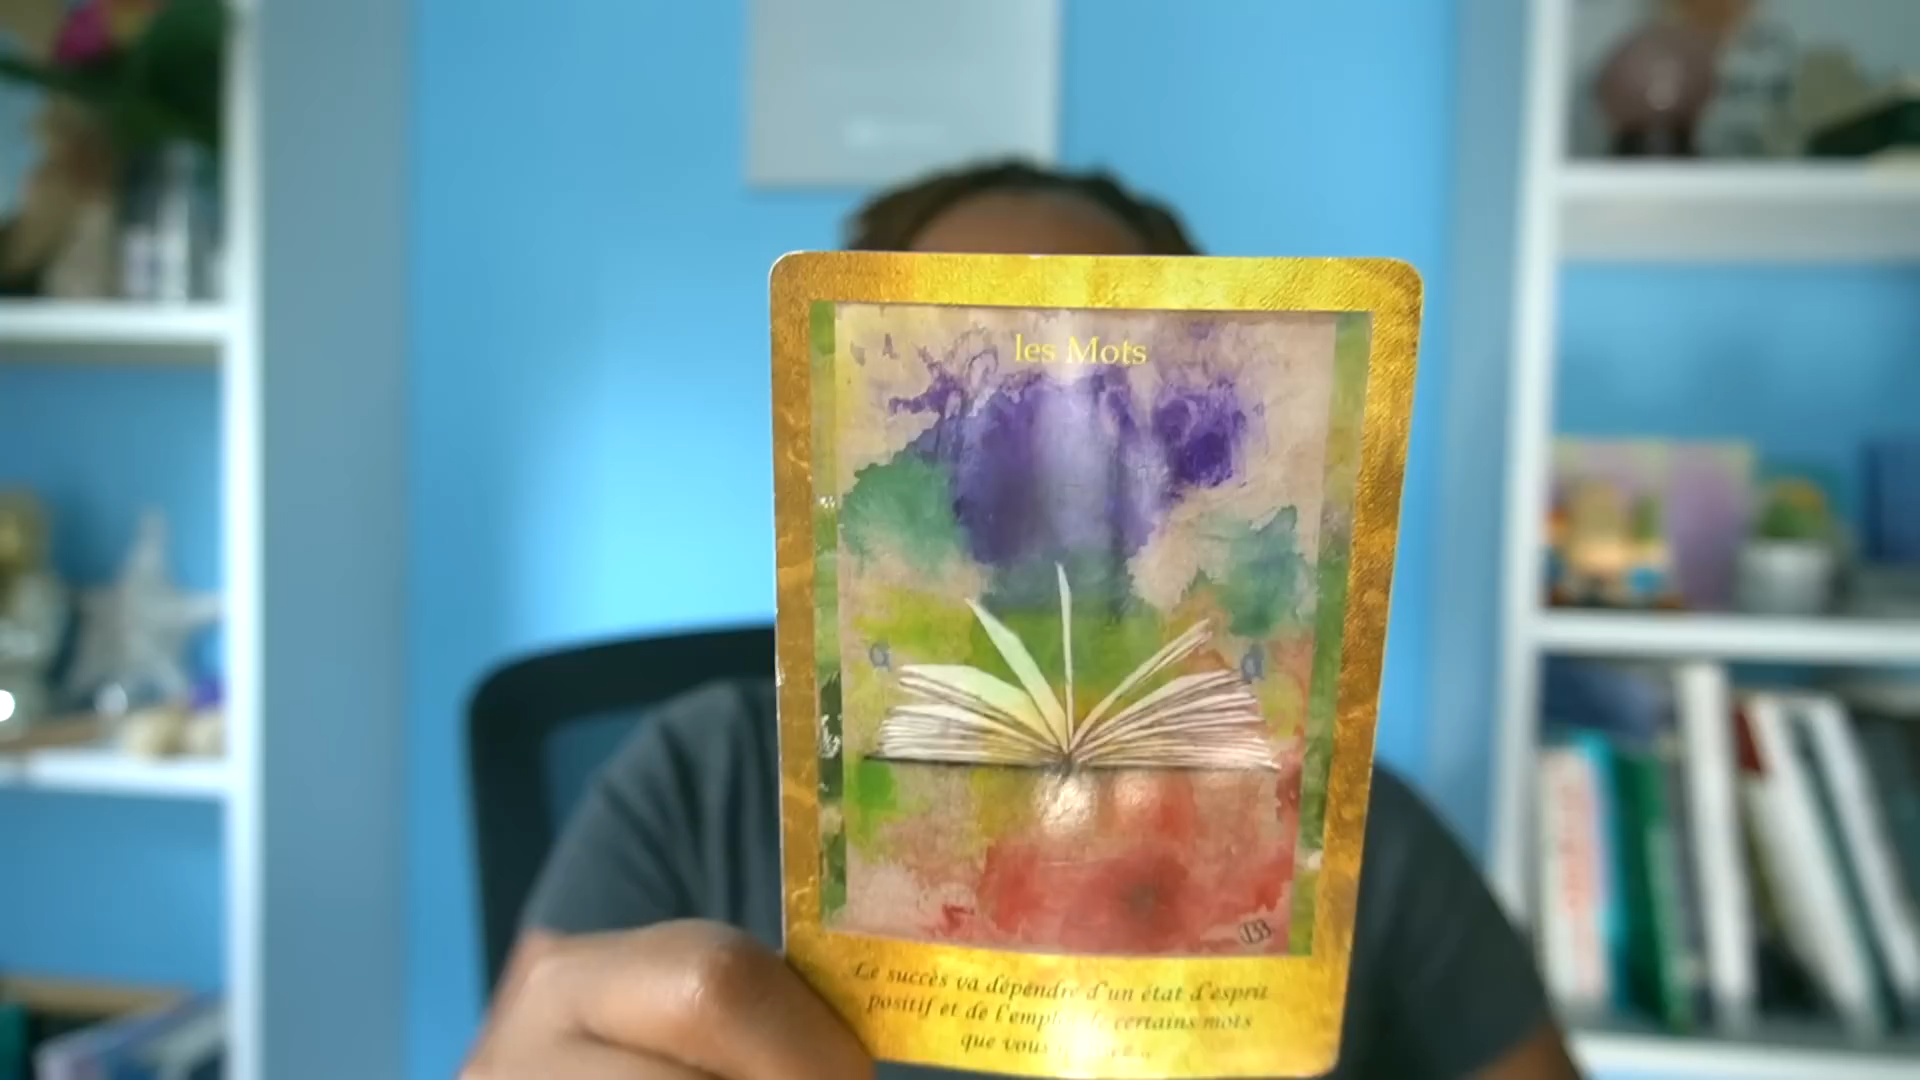 les Mots
Le succès va dépendre d'un état d'esprit
positif et de l'emploi de certains mots
que vous